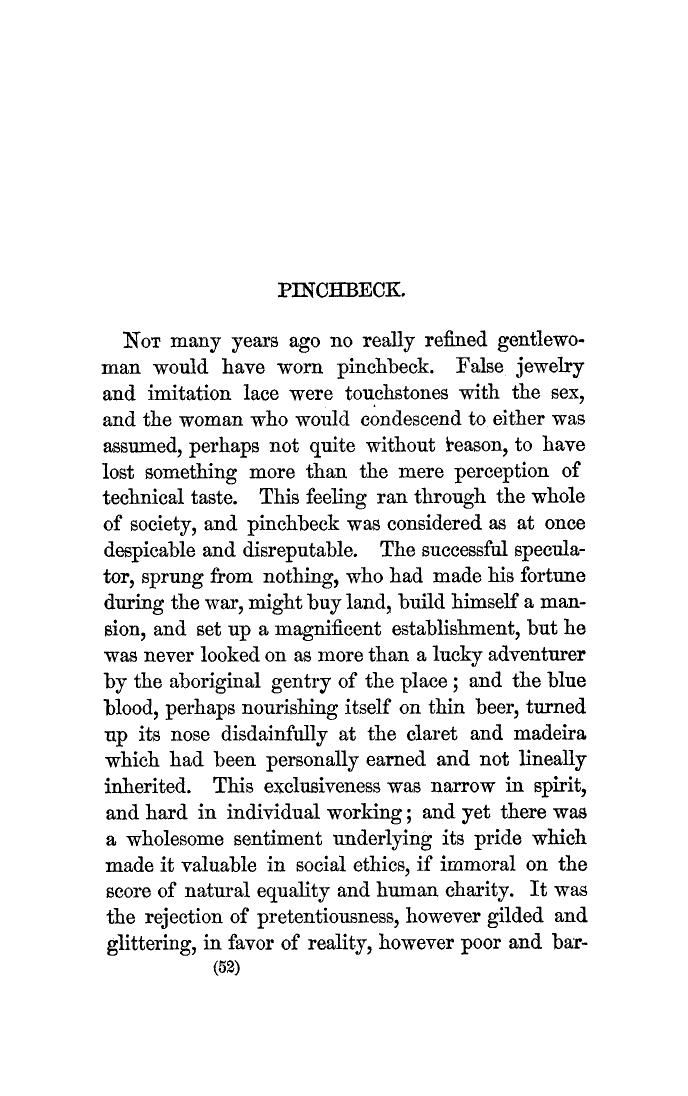 PINCHBECK.
Not many years ago no really refined gentlewo-
man would have worn pinchbeck. False jewelry
and imitation lace were touchstones with the sex,
and the woman who would condescend to either was
assumed, perhaps not quite without reason, to have
lost something more than the mere perception of
technical taste. This feeling ran through the whole
of society, and pinchbeck was considered as at once
despicable and disreputable. The successful specula-
tor, sprung from nothing, who had made his fortune
during the war, might buy land, build himself a man-
sion, and set up a magnificent establishment, but he
was never looked on as more than a lucky adventurer
by the aboriginal gentry of the place; and the blue
blood, perhaps nourishing itself on thin beer, turned
up its nose disdainfully at the claret and madeira
which had been personally earned and not lineally
inherited. This exclusiveness was narrow in spirit,
and hard in individual working; and yet there was
a wholesome sentiment underlying its pride which
made it valuable in social ethics, if immoral on the
score of natural equality and human charity. It was
the rejection of pretentiousness, however gilded and
glittering, in favor of reality, however poor and bar-
(52)